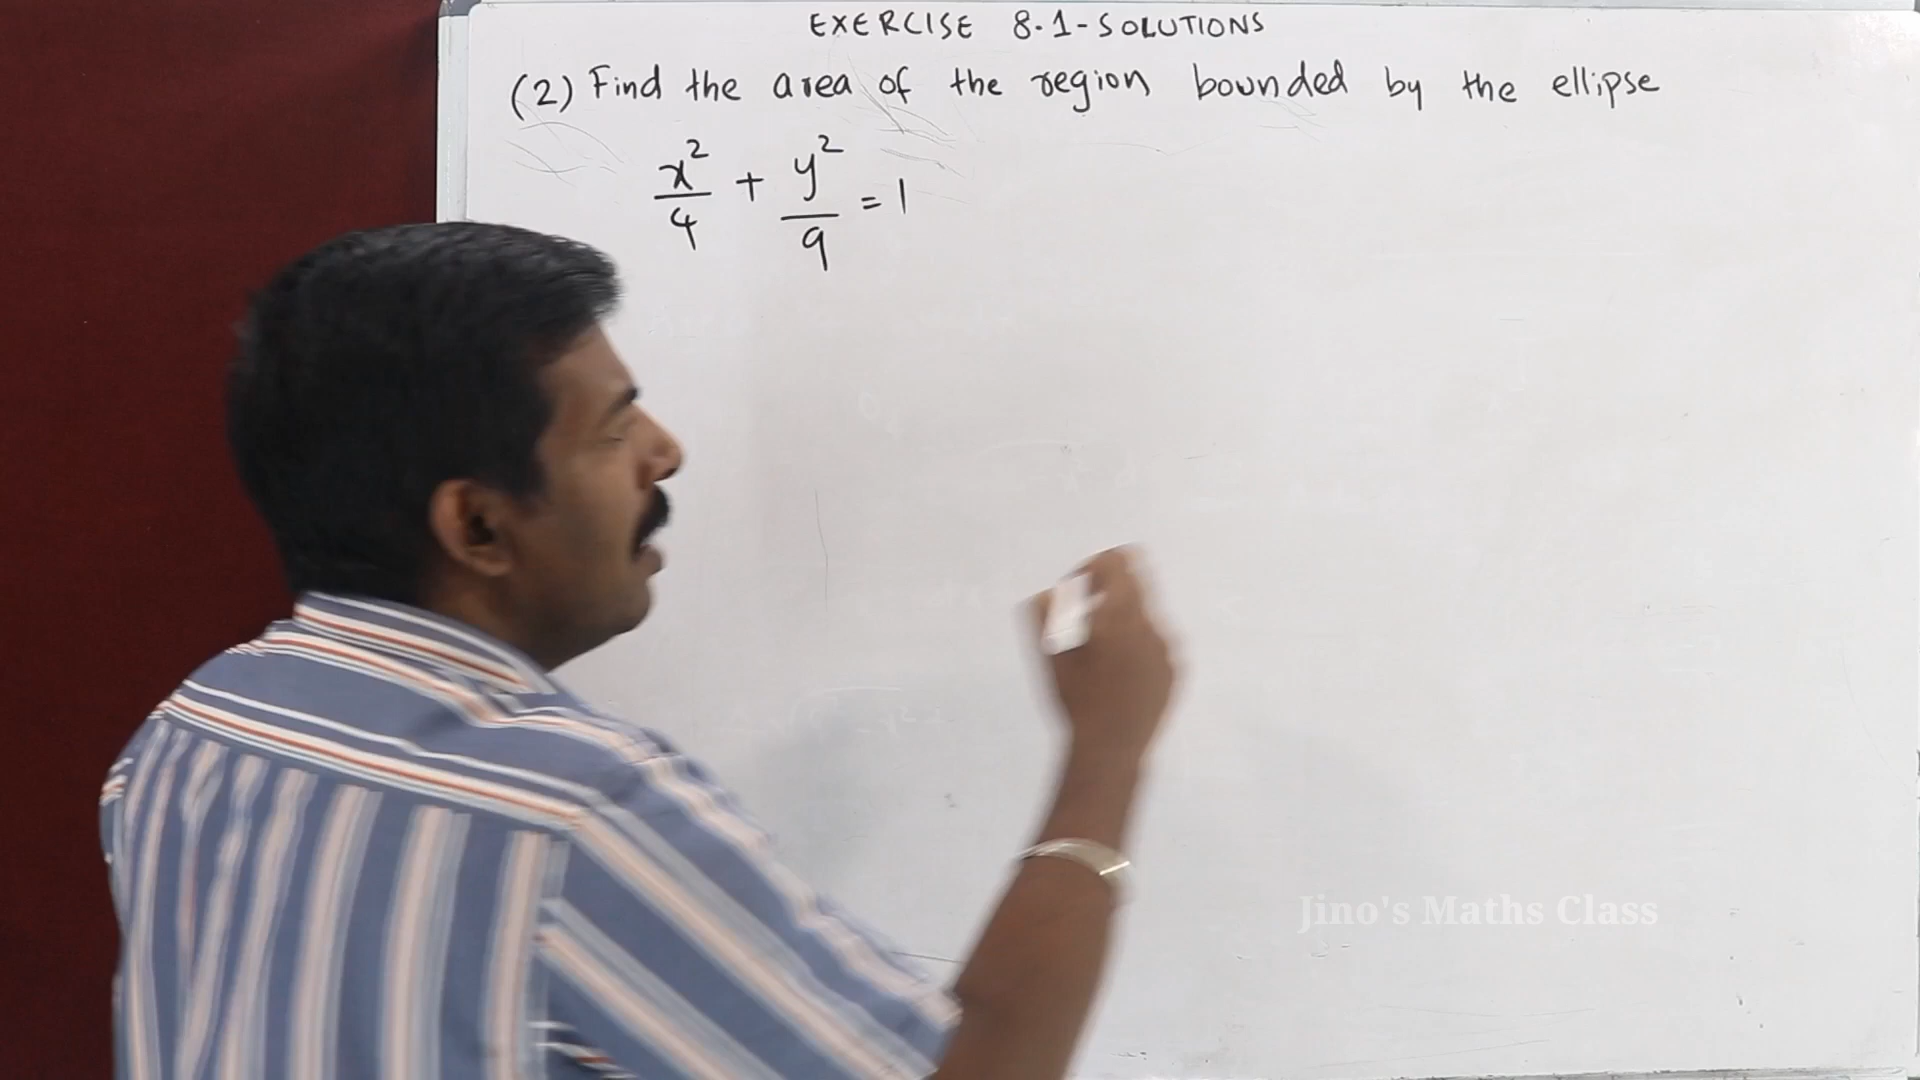 EXERCISE 8.1-SOLUTIONS
(2) Find the area of the region bounded by the ellipse
x²/4 + y²/9 = 1
Jino's Maths Class